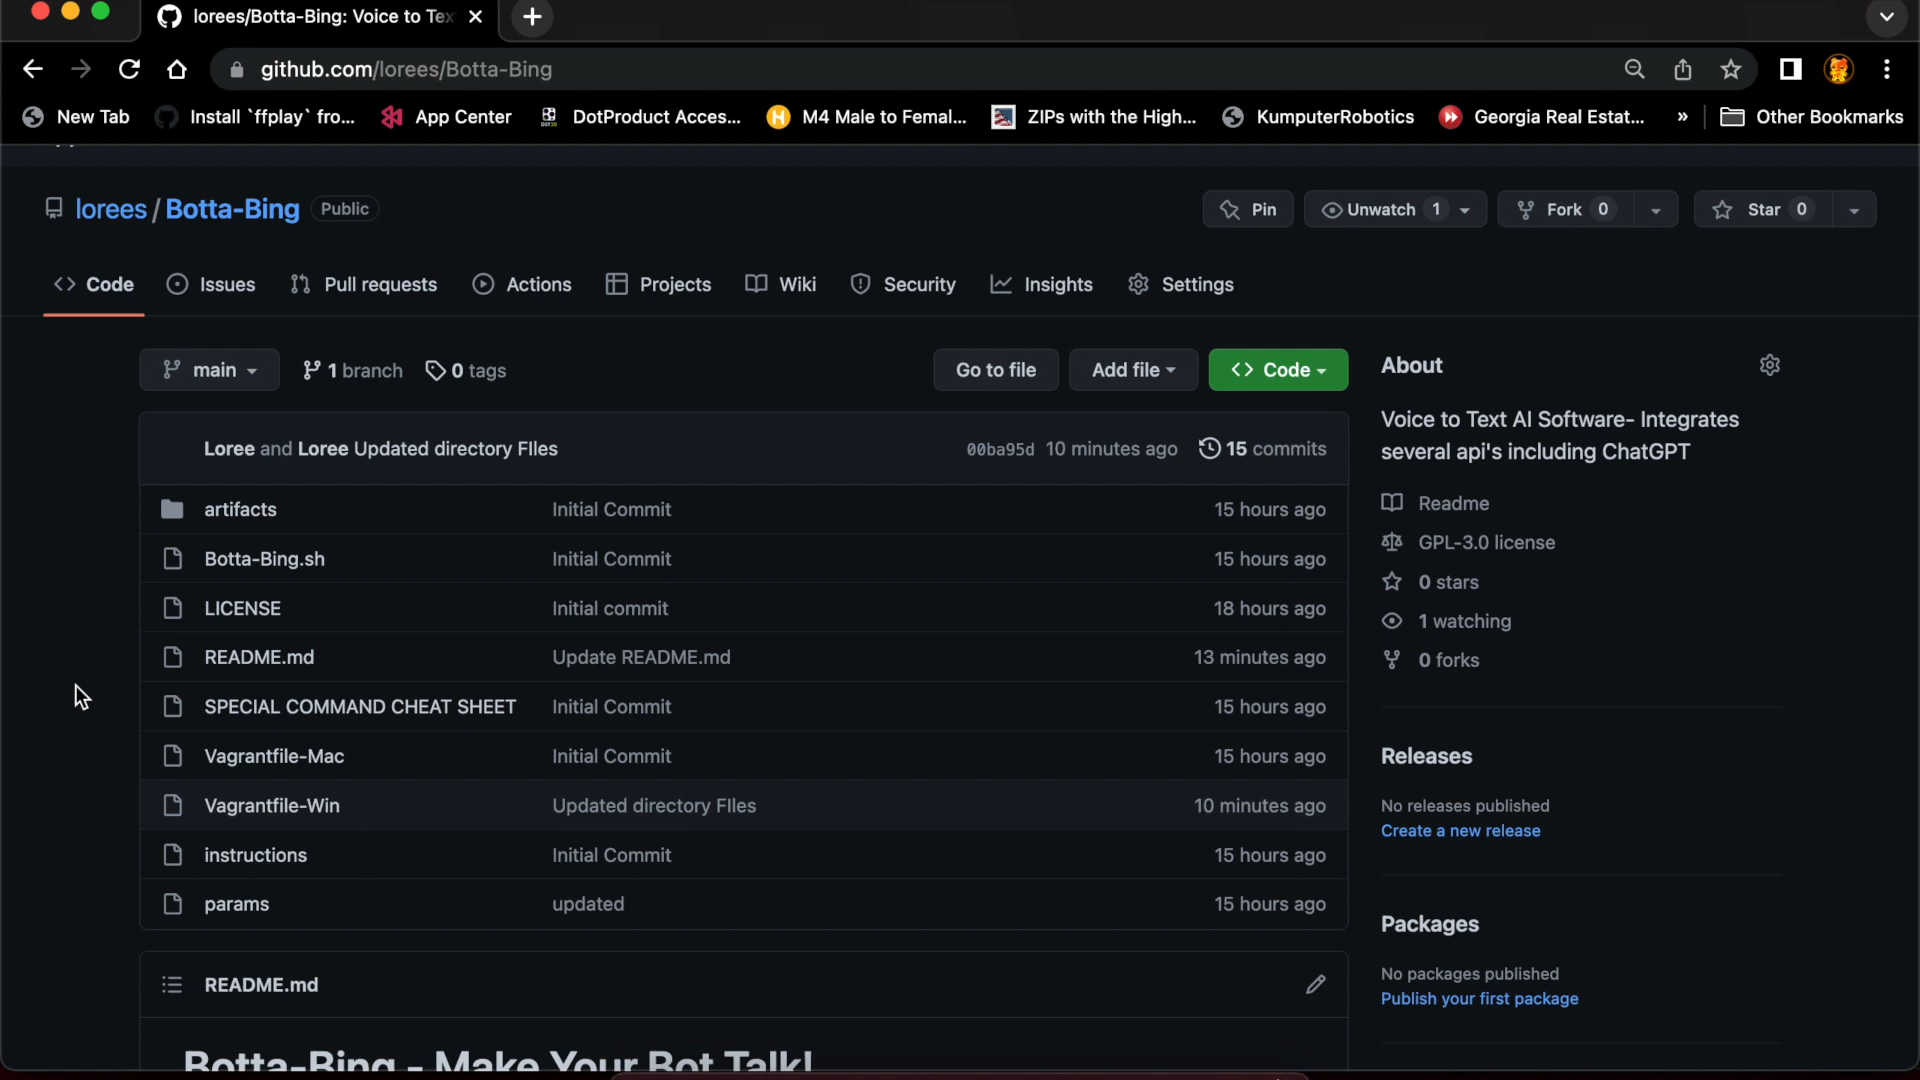 lorees/Botta-Bing: Voice to Tex
github.com/lorees/Botta-Bing
New Tab
Install `ffplay` fro...
App Center
DotProduct Acces...
M4 Male to Femal...
ZIPs with the High...
KumputerRobotics
Georgia Real Estat...
»
Other Bookmarks
lorees / Botta-Bing Public
Pin
Unwatch 1
Fork 0
Star 0
<> Code
Issues
Pull requests
Actions
Projects
Wiki
Security
Insights
Settings
main
1 branch
0 tags
Go to file
Add file
<> Code
Loree and Loree Updated directory FIles 00ba95d 10 minutes ago 15 commits
artifacts Initial Commit 15 hours ago
Botta-Bing.sh Initial Commit 15 hours ago
LICENSE Initial commit 18 hours ago
README.md Update README.md 13 minutes ago
SPECIAL COMMAND CHEAT SHEET Initial Commit 15 hours ago
Vagrantfile-Mac Initial Commit 15 hours ago
Vagrantfile-Win Updated directory FIles 10 minutes ago
instructions Initial Commit 15 hours ago
params updated 15 hours ago
README.md
Botta-Bing - Make Your Bot Talk!
About
Voice to Text AI Software- Integrates
several api's including ChatGPT
Readme
GPL-3.0 license
0 stars
1 watching
0 forks
Releases
No releases published
Create a new release
Packages
No packages published
Publish your first package